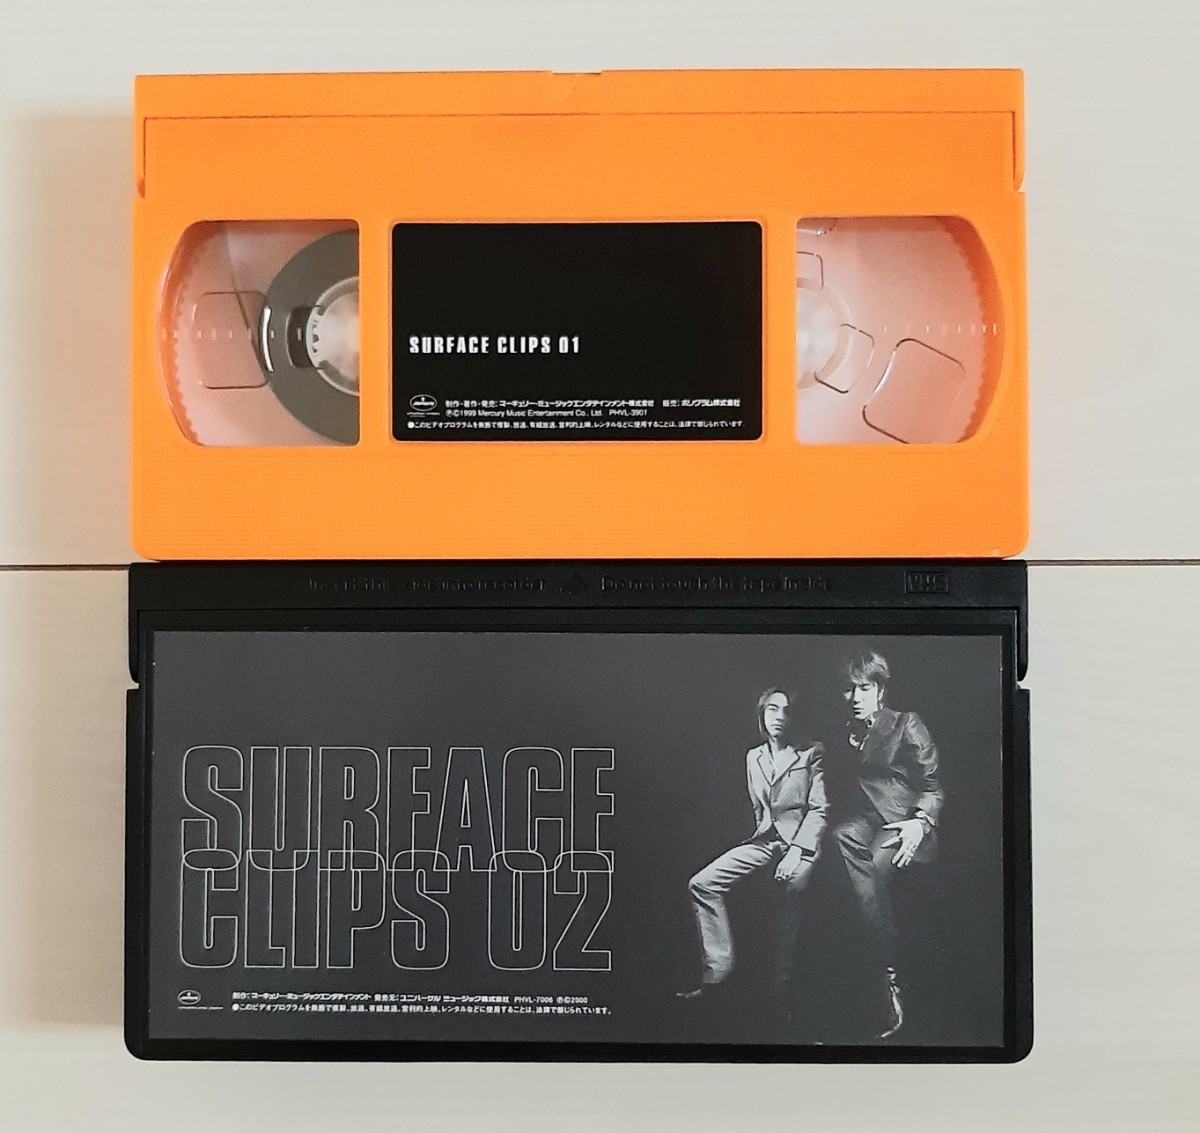 SURFACE CLIPS 01
mercury
制作・著作・発売:マーキュリー・ミュージックエンタテインメント株式会社 販売:ポリグラム株式会社
Ⓟ©1999 Mercury Music Entertainment Co., Ltd. PHVL-3901
●このビデオプログラムを無断で複製、放送、有線放送、営利的上映、レンタルなどに使用することは、法律で禁じられています。
Insert this side into recorder Do not touch the tape inside VHS
SURFACE
CLIPS 02
制作:マーキュリー・ミュージックエンタテインメント 発売元:ユニバーサル ミュージック株式会社 PHVL-7006 Ⓟ©2000
●このビデオプログラムを無断で複製、放送、有線放送、営利的上映、レンタルなどに使用することは、法律で禁じられています。